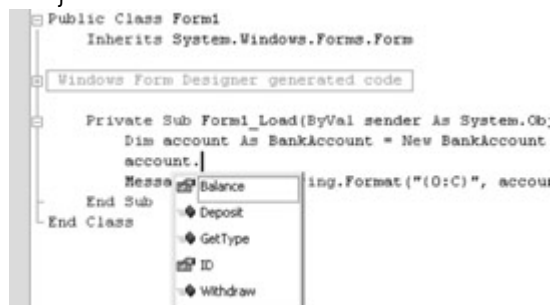 Public Class Form1
Inherits System.Windows.Forms.Form
Windows Form Designer generated code
Private Sub Form1_Load(ByVal sender As System.Obj
Dim account As BankAccount = New BankAccount
account.
Messa ing.Format("(0:C)", accoun
Balance
Deposit
GetType
ID
Withdraw
End Sub
End Class